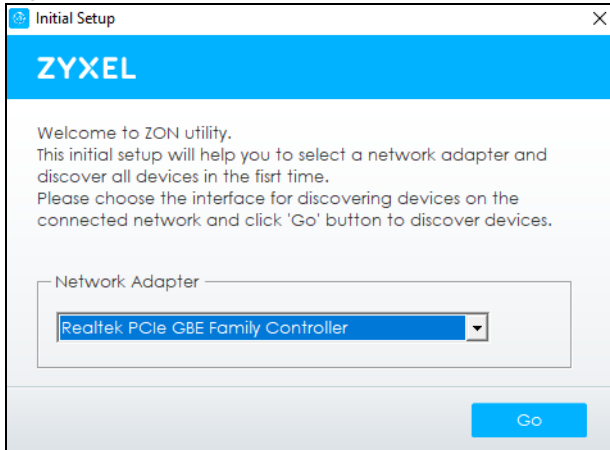 Initial Setup
ZYXEL
Welcome to ZON utility.
This initial setup will help you to select a network adapter and
discover all devices in the fisrt time.
Please choose the interface for discovering devices on the
connected network and click 'Go' button to discover devices.
Network Adapter
Realtek PCIe GBE Family Controller
Go